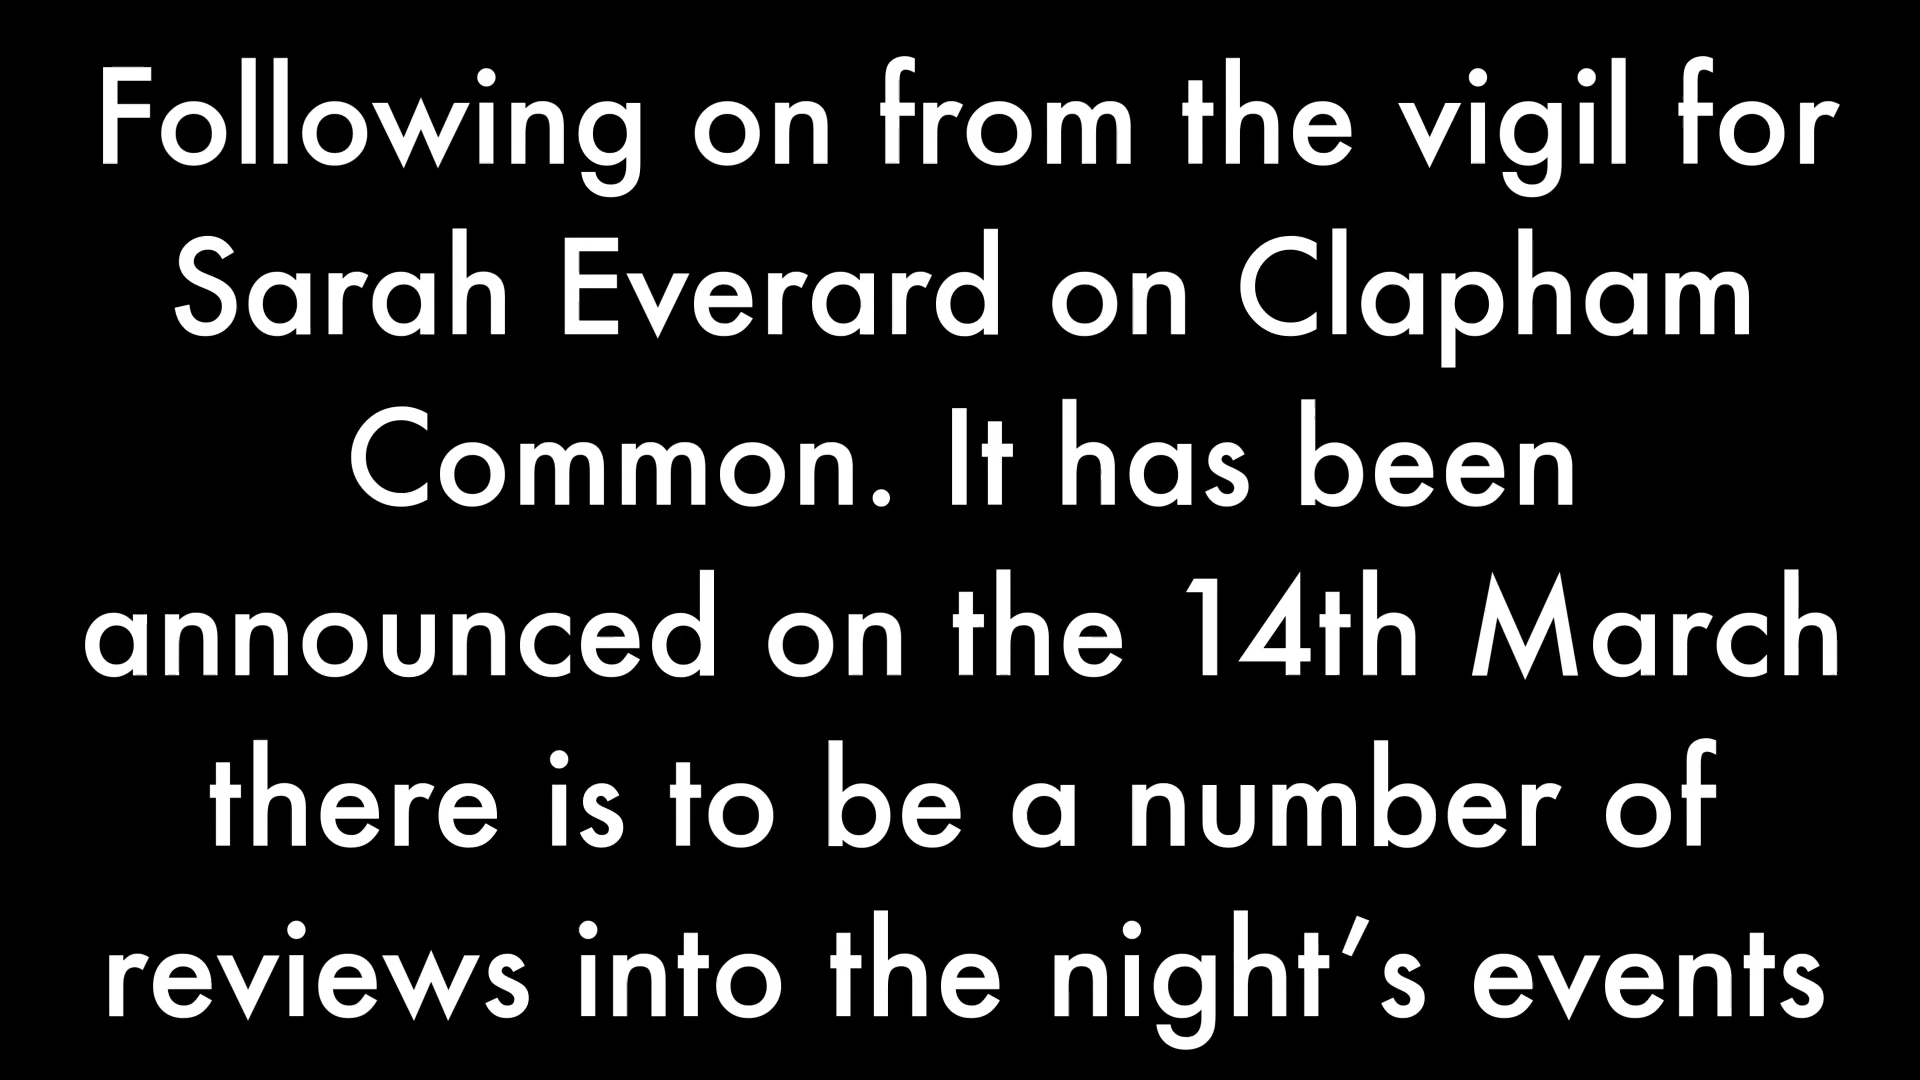 Following on from the vigil for
Sarah Everard on Clapham
Common. It has been
announced on the 14th March
there is to be a number of
reviews into the night’s events